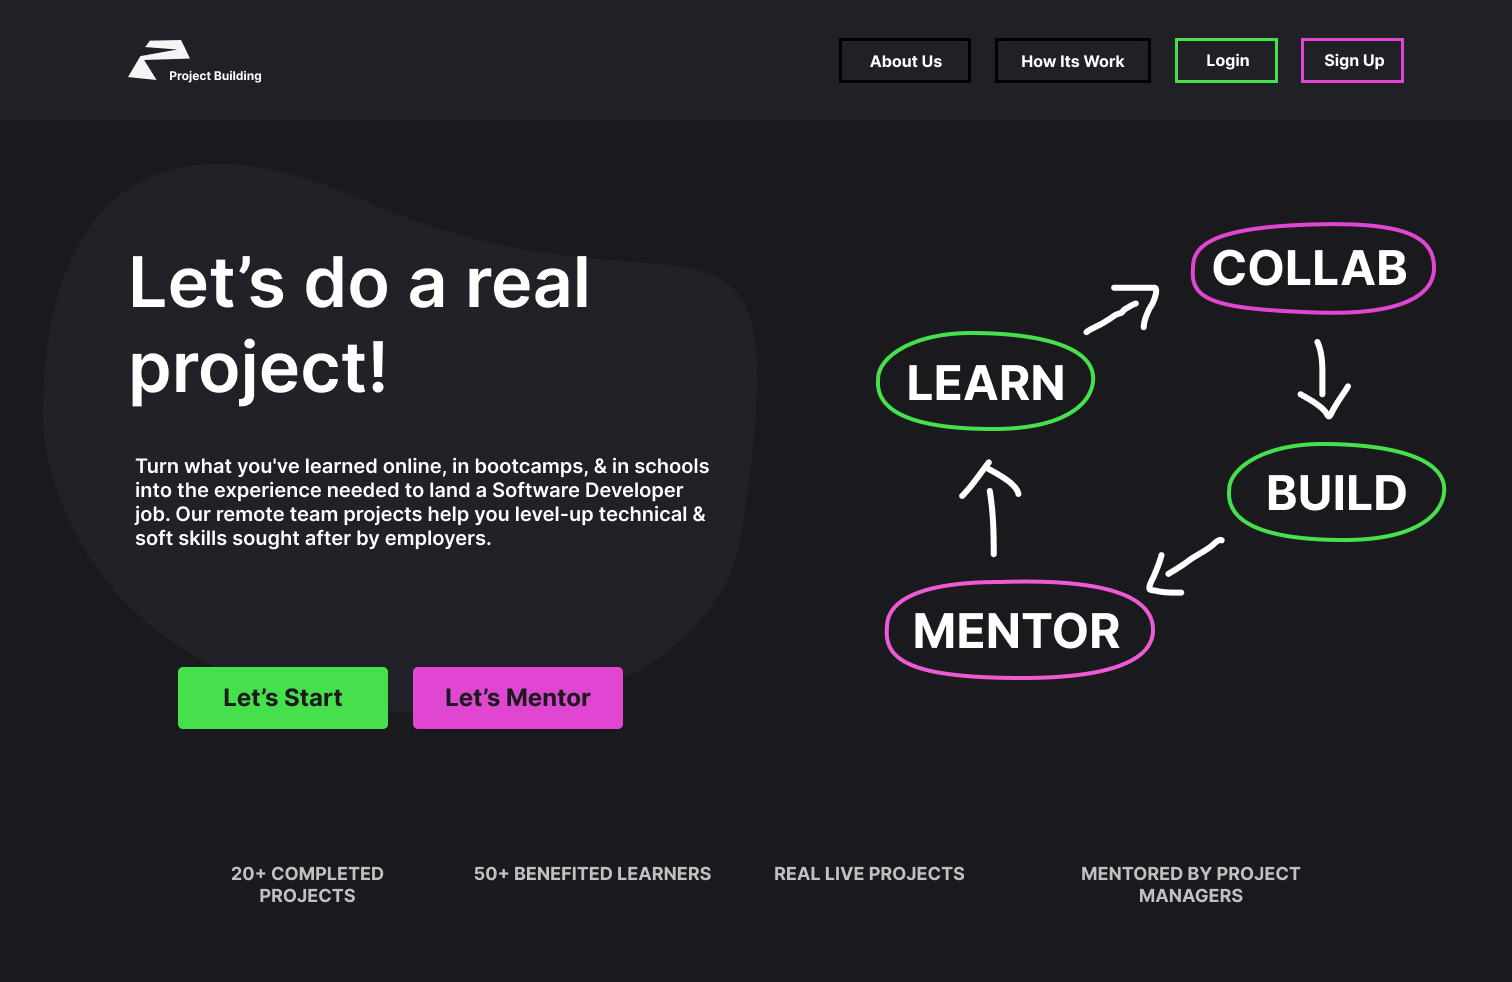 Project Building
About Us
How Its Work
Login
Sign Up
Let’s do a real
project!
Turn what you've learned online, in bootcamps, & in schools
into the experience needed to land a Software Developer
job. Our remote team projects help you level-up technical &
soft skills sought after by employers.
Let’s Start
Let’s Mentor
COLLAB
LEARN
BUILD
MENTOR
20+ COMPLETED
PROJECTS
50+ BENEFITED LEARNERS
REAL LIVE PROJECTS
MENTORED BY PROJECT
MANAGERS